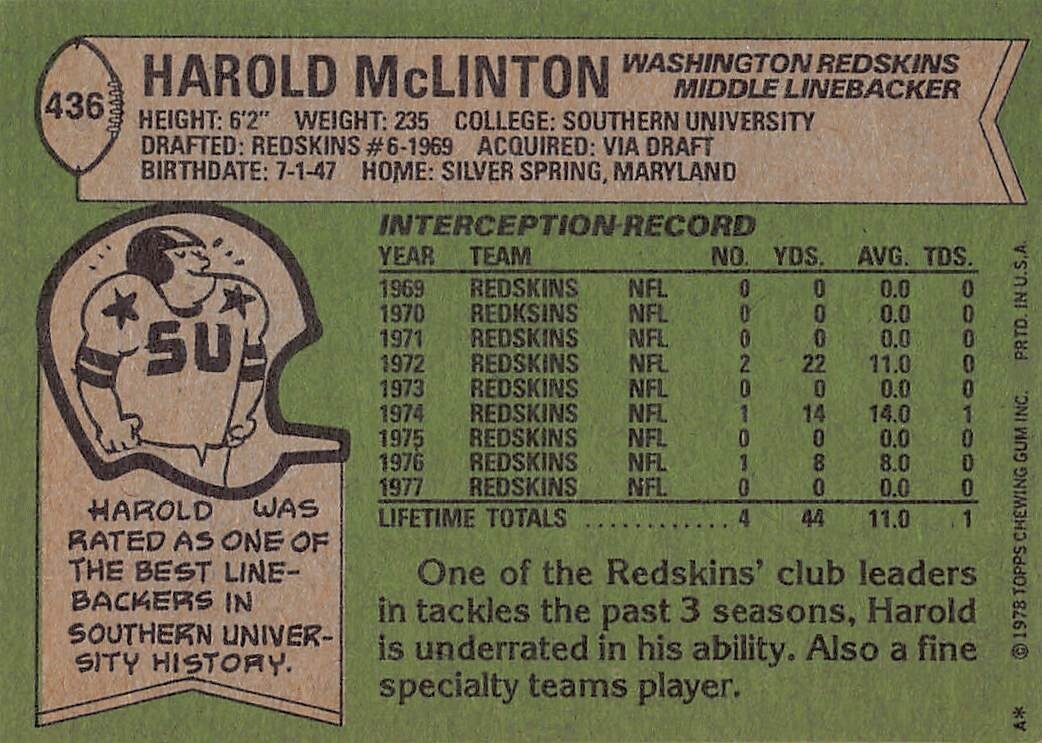 436
HAROLD McLINTON
WASHINGTON REDSKINS
MIDDLE LINEBACKER
HEIGHT: 6'2" WEIGHT: 235 COLLEGE: SOUTHERN UNIVERSITY
DRAFTED: REDSKINS #6-1969 ACQUIRED: VIA DRAFT
BIRTHDATE: 7-1-47 HOME: SILVER SPRING, MARYLAND
SU
HAROLD WAS
RATED AS ONE OF
THE BEST LINE-
BACKERS IN
SOUTHERN UNIVER-
SITY HISTORY.
INTERCEPTION RECORD
YEAR TEAM NO. YDS. AVG. TDS.
1969 REDSKINS NFL 0 0 0.0 0
1970 REDKSINS NFL 0 0 0.0 0
1971 REDSKINS NFL 0 0 0.0 0
1972 REDSKINS NFL 2 22 11.0 0
1973 REDSKINS NFL 0 0 0.0 0
1974 REDSKINS NFL 1 14 14.0 1
1975 REDSKINS NFL 0 0 0.0 0
1976 REDSKINS NFL 1 8 8.0 0
1977 REDSKINS NFL 0 0 0.0 0
LIFETIME TOTALS ............ 4 44 11.0 1
One of the Redskins' club leaders
in tackles the past 3 seasons, Harold
is underrated in his ability. Also a fine
specialty teams player.
A* © 1978 TOPPS CHEWING GUM INC. PRTD. IN U.S.A.